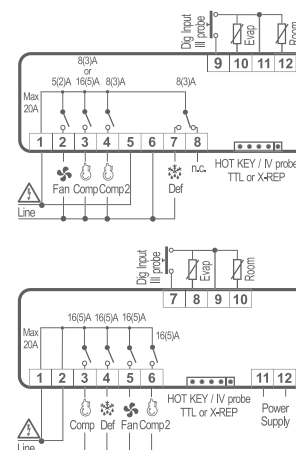 Dig Input
III probe
Evap
Room
8(3)A
or
5(2)A 16(5)A 8(3)A 8(3)A
9 10 11 12
Max
20A
1 2 3 4 5 6 7 8
n.c.
HOT KEY / IV probe
TTL or X-REP
Fan Comp Comp2 Def
Line
Dig Input
III probe
Evap
Room
7 8 9 10
16(5)A 16(5)A 16(5)A
16(5)A
Max
20A
1 2 3 4 5 6 11 12
HOT KEY / IV probe
TTL or X-REP
Power
Supply
Comp Def Fan Comp2
Line